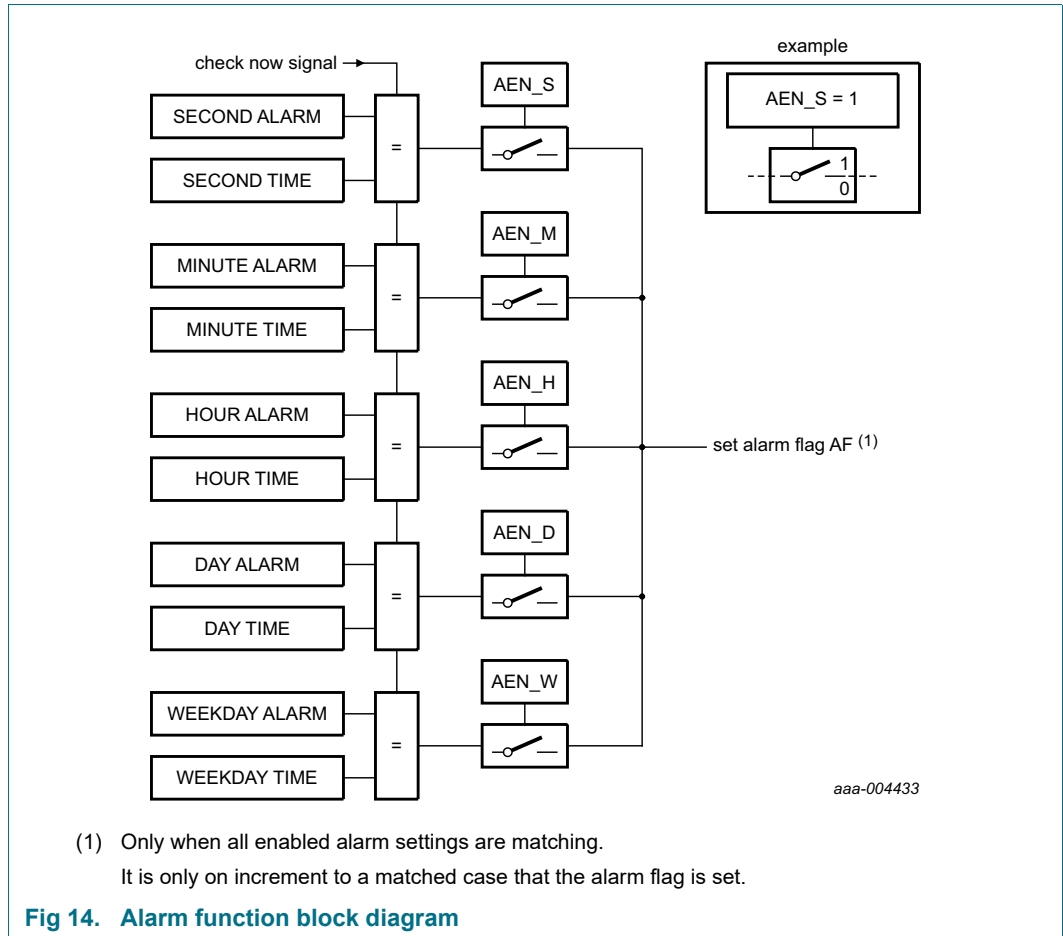 check now signal
example
AEN_S
AEN_S = 1
SECOND ALARM
=
1
SECOND TIME
0
AEN_M
MINUTE ALARM
=
MINUTE TIME
AEN_H
HOUR ALARM
=
set alarm flag AF (1)
HOUR TIME
AEN_D
DAY ALARM
=
DAY TIME
AEN_W
WEEKDAY ALARM
=
WEEKDAY TIME
aaa-004433
(1) Only when all enabled alarm settings are matching.
It is only on increment to a matched case that the alarm flag is set.
Fig 14. Alarm function block diagram